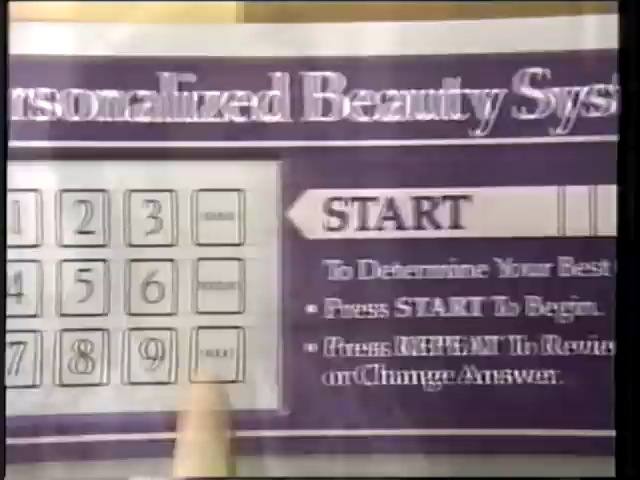 rsonalized Beauty Sys
1 2 3
START
To Determine Your Best
4 5 6
• Press START To Begin.
7 8 9
• Press REPEAT To Revie
or Change Answer.